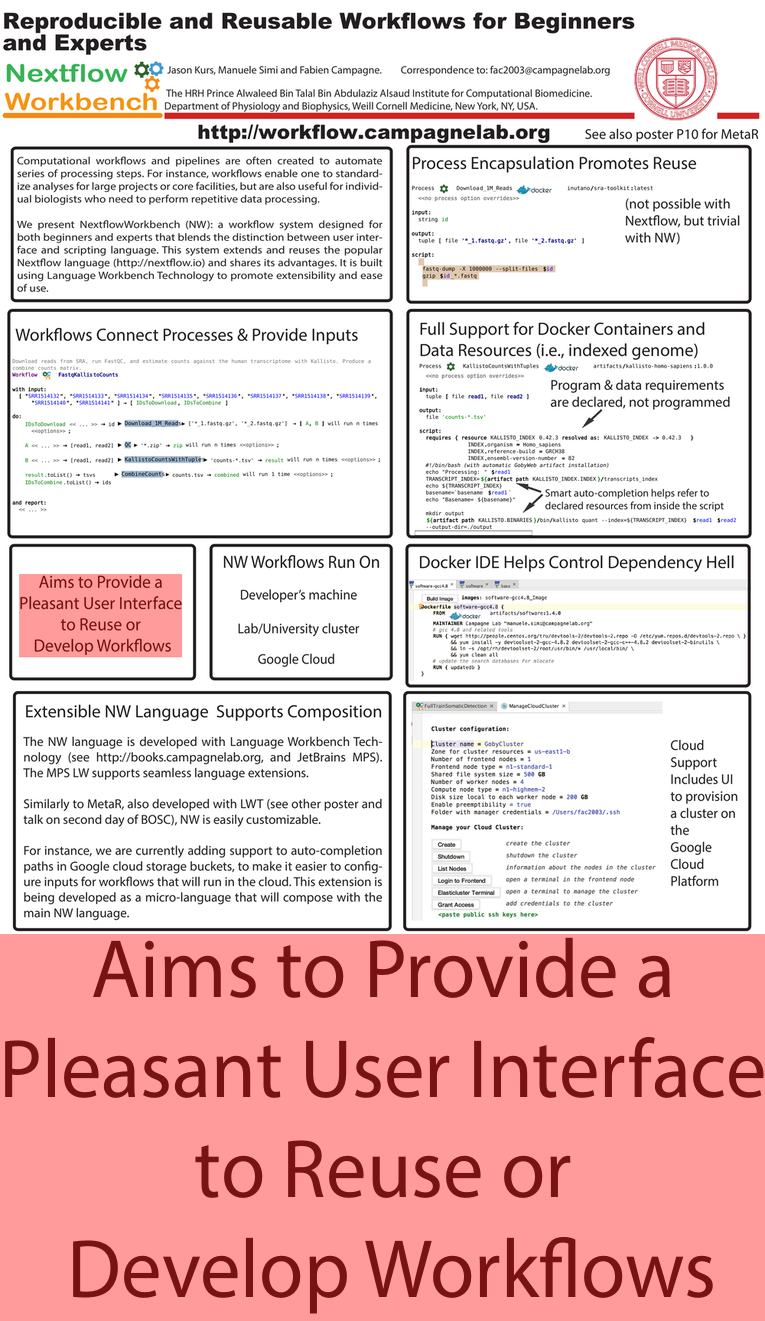 Reproducible and Reusable Workflows for Beginners
and Experts
Nextflow
Workbench
Jason Kurs, Manuele Simi and Fabien Campagne. Correspondence to: fac2003@campagnelab.org
The HRH Prince Alwaleed Bin Talal Bin Abdulaziz Alsaud Institute for Computational Biomedicine.
Department of Physiology and Biophysics, Weill Cornell Medicine, New York, NY, USA.
http://workflow.campagnelab.org
See also poster P10 for MetaR
Computational workflows and pipelines are often created to automate
series of processing steps. For instance, workflows enable one to standard-
ize analyses for large projects or core facilities, but are also useful for individ-
ual biologists who need to perform repetitive data processing.
We present NextflowWorkbench (NW): a workflow system designed for
both beginners and experts that blends the distinction between user inter-
face and scripting language. This system extends and reuses the popular
Nextflow language (http://nextflow.io) and shares its advantages. It is built
using Language Workbench Technology to promote extensibility and ease
of use.
Process Encapsulation Promotes Reuse
Process Download_1M_Reads docker inutano/sra-toolkit:latest
<<no process option overrides>>
input:
string id
output:
tuple [ file '*_1.fastq.gz', file '*_2.fastq.gz' ]
script:
fastq-dump -X 1000000 --split-files $id
gzip $id_*.fastq
(not possible with
Nextflow, but trivial
with NW)
Workflows Connect Processes & Provide Inputs
Download reads from SRA, run FastQC, and estimate counts against the human transcriptome with Kallisto. Produce a
combine counts matrix.
Workflow FastqKallistoCounts
with input:
[ "SRR1514132", "SRR1514133", "SRR1514134", "SRR1514135", "SRR1514136", "SRR1514137", "SRR1514138", "SRR1514139",
"SRR1514140", "SRR1514141" ] → [ IDsToDownload, IDsToCombine ]
do:
IDsToDownload << ... >> → id ▶ Download_1M_Reads ▶ ['*_1.fastq.gz', '*_2.fastq.gz'] → [ A, B ] will run n times
<<options>> ;
A << ... >> → [read1, read2] ▶ QC ▶ '*.zip' → zip will run n times <<options>> ;
B << ... >> → [read1, read2] ▶ KallistoCountsWithTuples ▶ 'counts-*.tsv' → result will run n times <<options>> ;
result.toList() → tsvs ▶ CombineCounts ▶ counts.tsv → combined will run 1 time <<options>> ;
IDsToCombine.toList() → ids
and report:
<< ... >>
Full Support for Docker Containers and
Data Resources (i.e., indexed genome)
Process KallistoCountsWithTuples docker artifacts/kallisto-homo-sapiens:1.0.0
<<no process option overrides>>
input:
tuple [ file read1, file read2 ]
output:
file 'counts-*.tsv'
Program & data requirements
are declared, not programmed
script:
requires { resource KALLISTO_INDEX 0.42.3 resolved as: KALLISTO_INDEX -> 0.42.3 }
INDEX.organism = Homo_sapiens
INDEX.reference-build = GRCH38
INDEX.ensembl-version-number = 82
#!/bin/bash (with automatic GobyWeb artifact installation)
echo "Processing: " $read1
TRANSCRIPT_INDEX=${artifact path KALLISTO_INDEX.INDEX}/transcripts_index
echo ${TRANSCRIPT_INDEX}
basename=`basename $read1`
echo "Basename= ${basename}"
Smart auto-completion helps refer to
declared resources from inside the script
mkdir output
${artifact path KALLISTO.BINARIES}/bin/kallisto quant --index=${TRANSCRIPT_INDEX} $read1 $read2
--output-dir=./output
Aims to Provide a
Pleasant User Interface
to Reuse or
Develop Workflows
NW Workflows Run On
Developer's machine
Lab/University cluster
Google Cloud
Docker IDE Helps Control Dependency Hell
software-gcc4.8 software base
Build Image images: software-gcc4.8_Image
Dockerfile software-gcc4.8 {
FROM docker artifacts/software:1.4.0
MAINTAINER Campagne Lab "manuele.simi@campagnelab.org"
# gcc 4.8 and related tools
RUN { wget http://people.centos.org/tru/devtools-2/devtools-2.repo -O /etc/yum.repos.d/devtools-2.repo \ }
&& yum install -y devtoolset-2-gcc-4.8.2 devtoolset-2-gcc-c++-4.8.2 devtoolset-2-binutils \
&& ln -s /opt/rh/devtoolset-2/root/usr/bin/* /usr/local/bin/ \
&& yum clean all
# update the search databases for mlocate
RUN { updatedb }
Extensible NW Language Supports Composition
The NW language is developed with Language Workbench Tech-
nology (see http://books.campagnelab.org, and JetBrains MPS).
The MPS LW supports seamless language extensions.
Similarly to MetaR, also developed with LWT (see other poster and
talk on second day of BOSC), NW is easily customizable.
For instance, we are currently adding support to auto-completion
paths in Google cloud storage buckets, to make it easier to config-
ure inputs for workflows that will run in the cloud. This extension is
being developed as a micro-language that will compose with the
main NW language.
FullTrainSomaticDetection ManageCloudCluster
Cluster configuration:
Cluster name = GobyCluster
Zone for cluster resources = us-east1-b
Number of frontend nodes = 1
Frontend node type = n1-standard-1
Shared file system size = 500 GB
Number of worker nodes = 4
Compute node type = n1-highmem-2
Disk size local to each worker node = 200 GB
Enable preemptibility = true
Folder with manager credentials = /Users/fac2003/.ssh
Manage your Cloud Cluster:
Create create the cluster
Shutdown shutdown the cluster
List Nodes information about the nodes in the cluster
Login to Frontend open a terminal in the frontend node
Elasticluster Terminal open a terminal to manage the cluster
Grant Access add credentials to the cluster
<paste public ssh keys here>
Cloud
Support
Includes UI
to provision
a cluster on
the
Google
Cloud
Platform
Aims to Provide a
Pleasant User Interface
to Reuse or
Develop Workflows